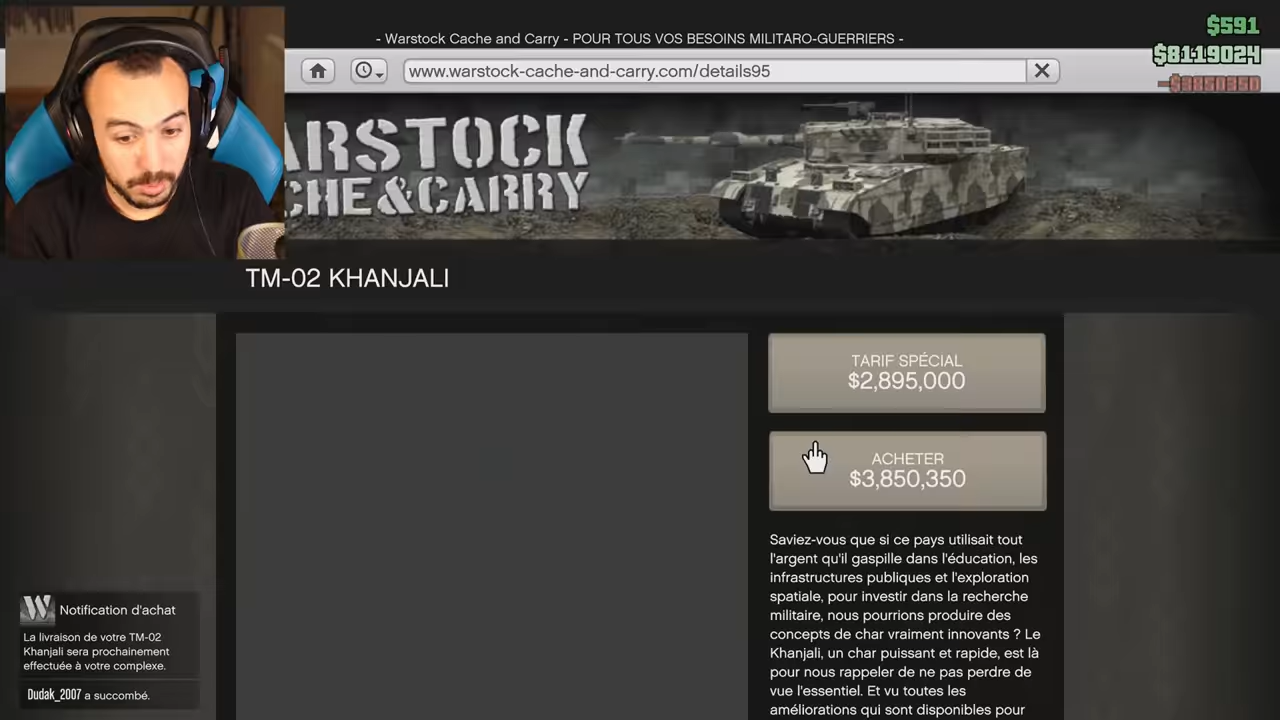 $591
- Warstock Cache and Carry - POUR TOUS VOS BESOINS MILITARO-GUERRIERS -
$8119024
www.warstock-cache-and-carry.com/details95
-$3850350
ARSTOCK
CHE&CARRY
TM-02 KHANJALI
TARIF SPÉCIAL
$2,895,000
ACHETER
$3,850,350
Saviez-vous que si ce pays utilisait tout
l'argent qu'il gaspille dans l'éducation, les
infrastructures publiques et l'exploration
spatiale, pour investir dans la recherche
militaire, nous pourrions produire des
concepts de char vraiment innovants ? Le
Khanjali, un char puissant et rapide, est là
pour nous rappeler de ne pas perdre de
vue l'essentiel. Et vu toutes les
améliorations qui sont disponibles pour
W Notification d'achat
La livraison de votre TM-02
Khanjali sera prochainement
effectuée à votre complexe.
Dudak_2007 a succombé.